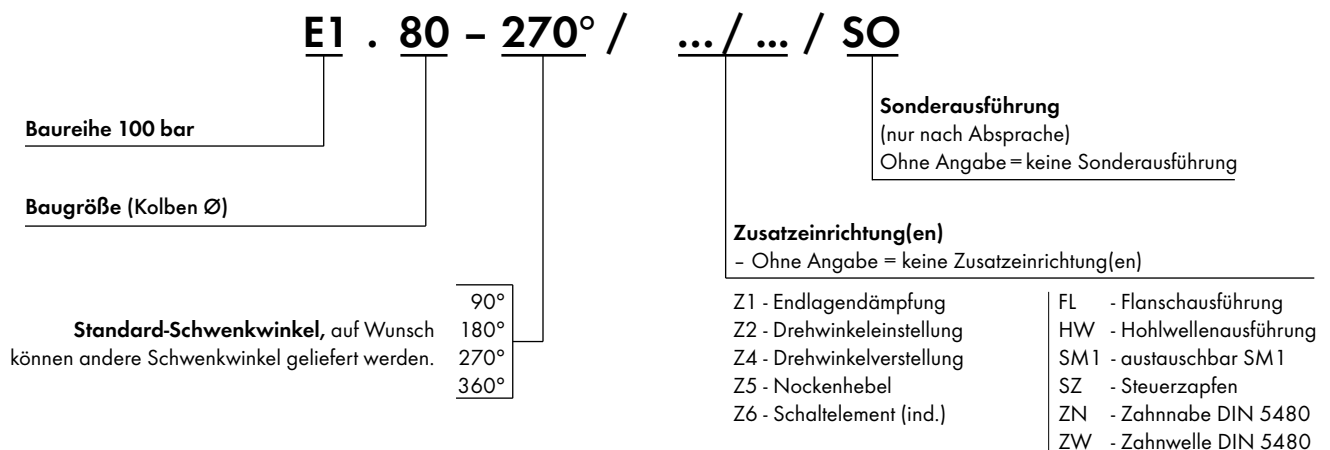 E1 . 80 – 270° / ... / ... / SO
Baureihe 100 bar
Baugröße (Kolben Ø)
Standard-Schwenkwinkel, auf Wunsch
können andere Schwenkwinkel geliefert werden.
90°
180°
270°
360°
Sonderausführung
(nur nach Absprache)
Ohne Angabe = keine Sonderausführung
Zusatzeinrichtung(en)
– Ohne Angabe = keine Zusatzeinrichtung(en)
Z1 - Endlagendämpfung
Z2 - Drehwinkeleinstellung
Z4 - Drehwinkelverstellung
Z5 - Nockenhebel
Z6 - Schaltelement (ind.)
FL - Flanschausführung
HW - Hohlwellenausführung
SM1 - austauschbar SM1
SZ - Steuerzapfen
ZN - Zahnnabe DIN 5480
ZW - Zahnwelle DIN 5480